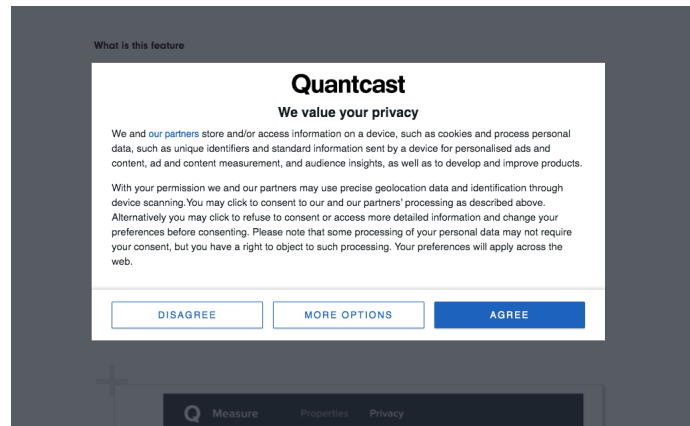 What is this feature
Quantcast
We value your privacy
We and our partners store and/or access information on a device, such as cookies and process personal
data, such as unique identifiers and standard information sent by a device for personalised ads and
content, ad and content measurement, and audience insights, as well as to develop and improve products.
With your permission we and our partners may use precise geolocation data and identification through
device scanning.You may click to consent to our and our partners' processing as described above.
Alternatively you may click to refuse to consent or access more detailed information and change your
preferences before consenting. Please note that some processing of your personal data may not require
your consent, but you have a right to object to such processing. Your preferences will apply across the
web.
DISAGREE
MORE OPTIONS
AGREE
Q Measure Properties Privacy